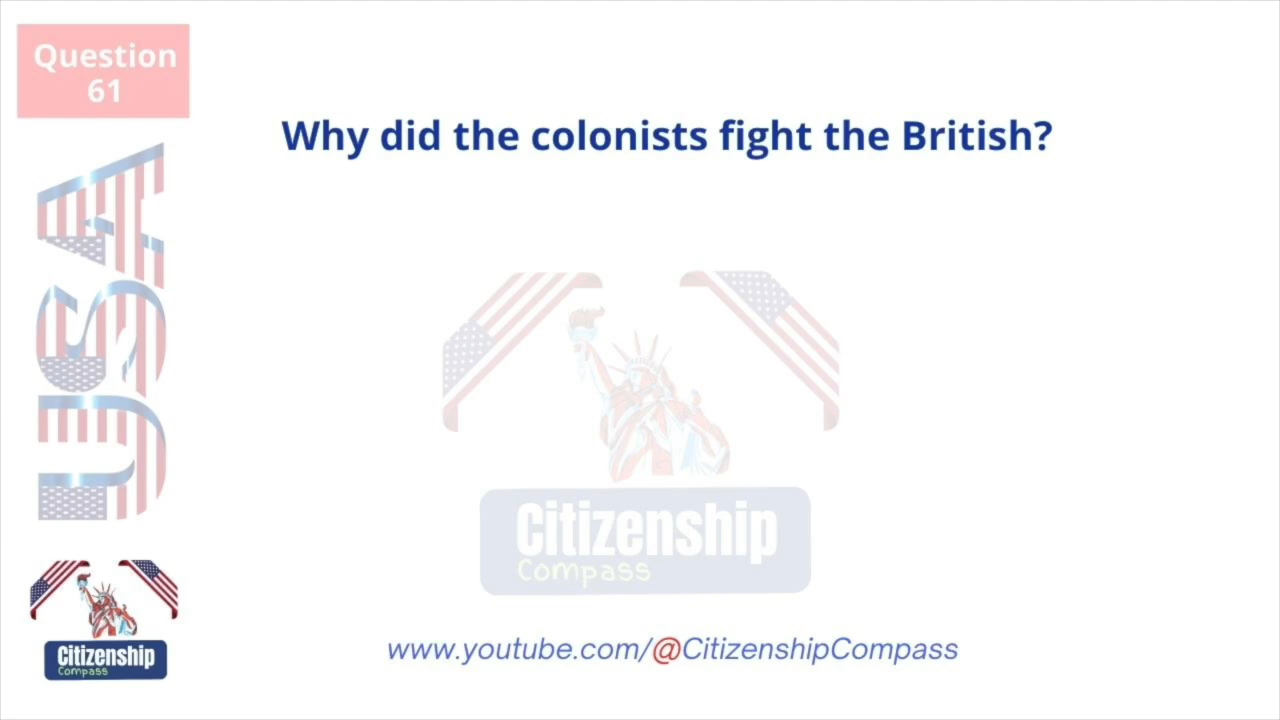 Question
61
Why did the colonists fight the British?
USA
Citizenship
Compass
Citizenship
Compass
www.youtube.com/@CitizenshipCompass